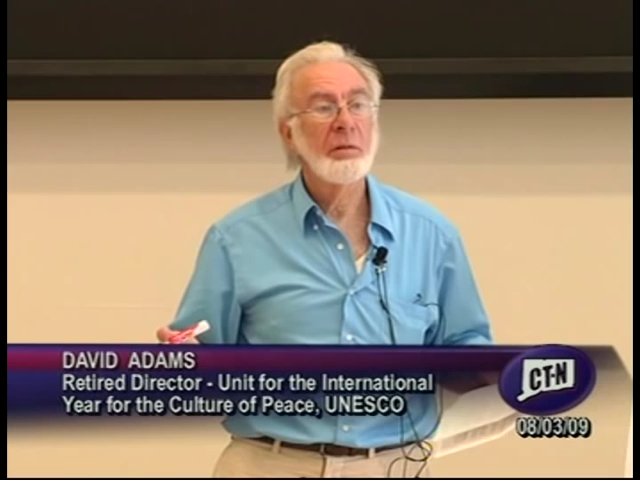 DAVID ADAMS
Retired Director - Unit for the International
Year for the Culture of Peace, UNESCO
CT-N
08/03/09